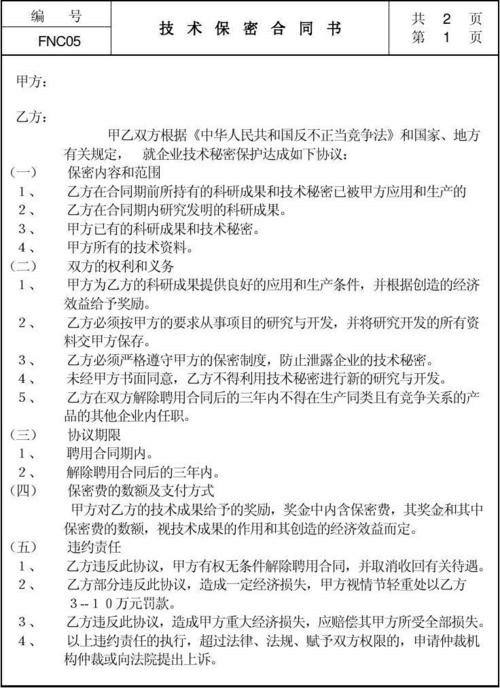 编 号
FNC05
技 术 保 密 合 同 书
共 2 页
第 1 页
甲方：
乙方：
甲乙双方根据《中华人民共和国反不正当竞争法》和国家、地方
有关规定， 就企业技术秘密保护达成如下协议：
（一） 保密内容和范围
1、 乙方在合同期前所持有的科研成果和技术秘密已被甲方应用和生产的
2、 乙方在合同期内研究发明的科研成果。
3、 甲方已有的科研成果和技术秘密。
4、 甲方所有的技术资料。
（二） 双方的权利和义务
1、 甲方为乙方的科研成果提供良好的应用和生产条件，并根据创造的经济
效益给予奖励。
2、 乙方必须按甲方的要求从事项目的研究与开发，并将研究开发的所有资
料交甲方保存。
3、 乙方必须严格遵守甲方的保密制度，防止泄露企业的技术秘密。
4、 未经甲方书面同意，乙方不得利用技术秘密进行新的研究与开发。
5、 乙方在双方解除聘用合同后的三年内不得在生产同类且有竞争关系的产
品的其他企业内任职。
（三） 协议期限
1、 聘用合同期内。
2、 解除聘用合同后的三年内。
（四） 保密费的数额及支付方式
甲方对乙方的技术成果给予的奖励，奖金中内含保密费，其奖金和其中
保密费的数额，视技术成果的作用和其创造的经济效益而定。
（五） 违约责任
1、 乙方违反此协议，甲方有权无条件解除聘用合同，并取消收回有关待遇。
2、 乙方部分违反此协议，造成一定经济损失，甲方视情节轻重处以乙方
3--10万元罚款。
3、 乙方违反此协议，造成甲方重大经济损失，应赔偿其甲方所受全部损失。
4、 以上违约责任的执行，超过法律、法规、赋予双方权限的，申请仲裁机
构仲裁或向法院提出上诉。